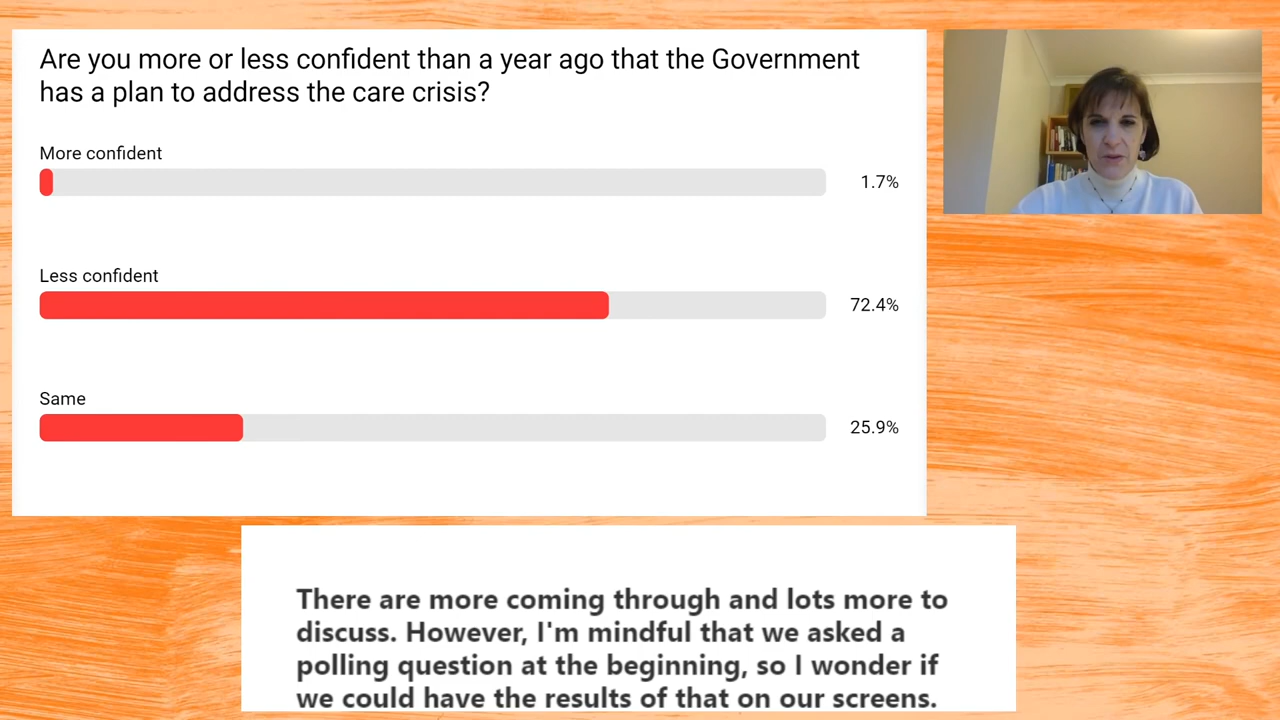 Are you more or less confident than a year ago that the Government
has a plan to address the care crisis?
More confident
1.7%
Less confident
72.4%
Same
25.9%
There are more coming through and lots more to
discuss. However, I'm mindful that we asked a
polling question at the beginning, so I wonder if
we could have the results of that on our screens.